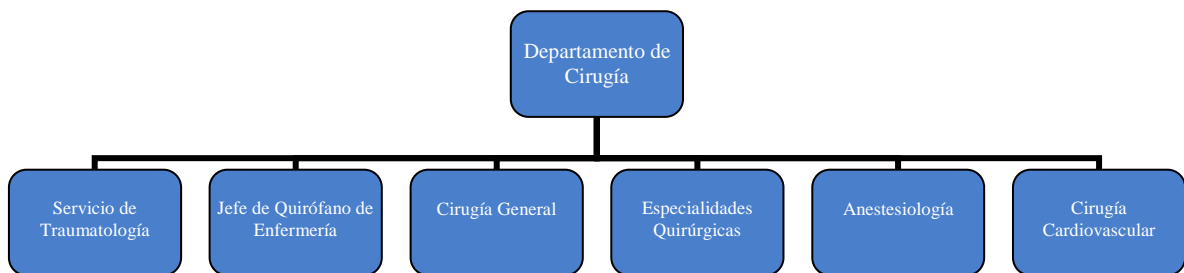 Departamento de
Cirugía
Servicio de
Traumatología
Jefe de Quirófano de
Enfermería
Cirugía General
Especialidades
Quirúrgicas
Anestesiología
Cirugía
Cardiovascular